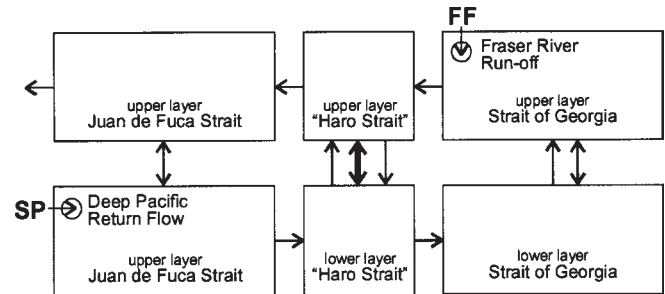 FF
Fraser River
Run-off
upper layer
Juan de Fuca Strait
upper layer
"Haro Strait"
upper layer
Strait of Georgia
SP
Deep Pacific
Return Flow
upper layer
Juan de Fuca Strait
lower layer
"Haro Strait"
lower layer
Strait of Georgia